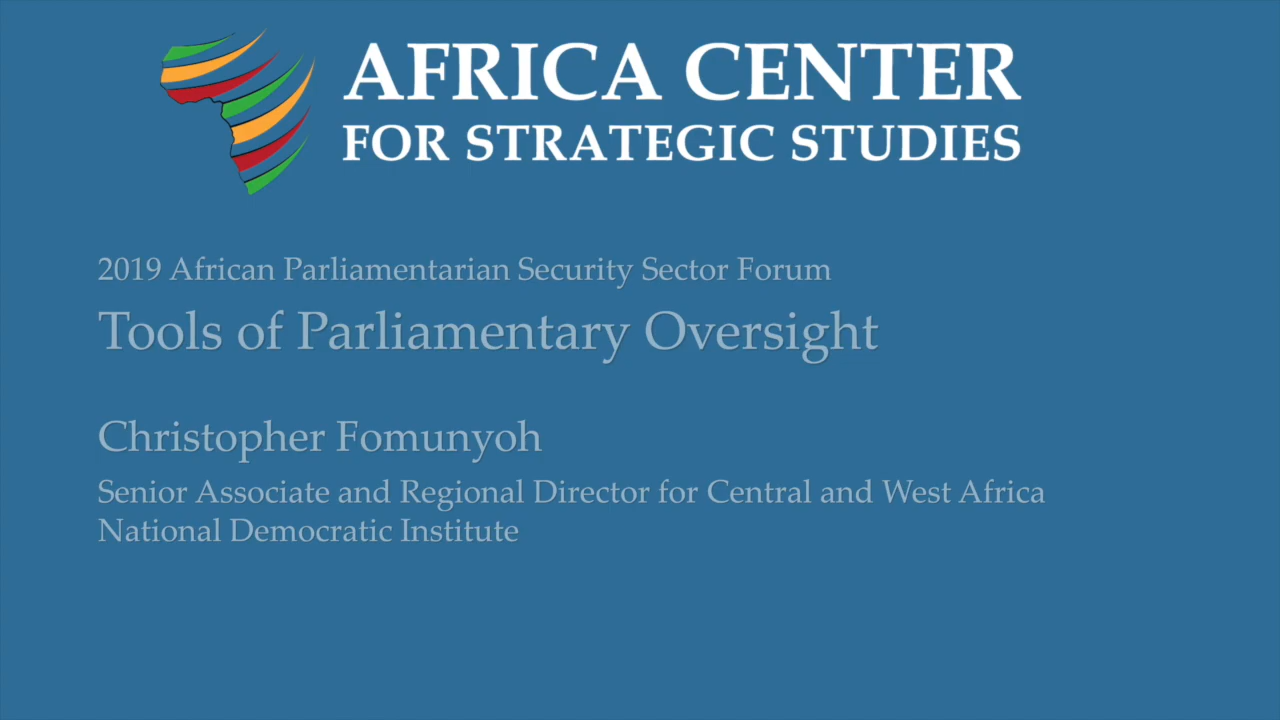 AFRICA CENTER
FOR STRATEGIC STUDIES
2019 African Parliamentarian Security Sector Forum
Tools of Parliamentary Oversight
Christopher Fomunyoh
Senior Associate and Regional Director for Central and West Africa
National Democratic Institute